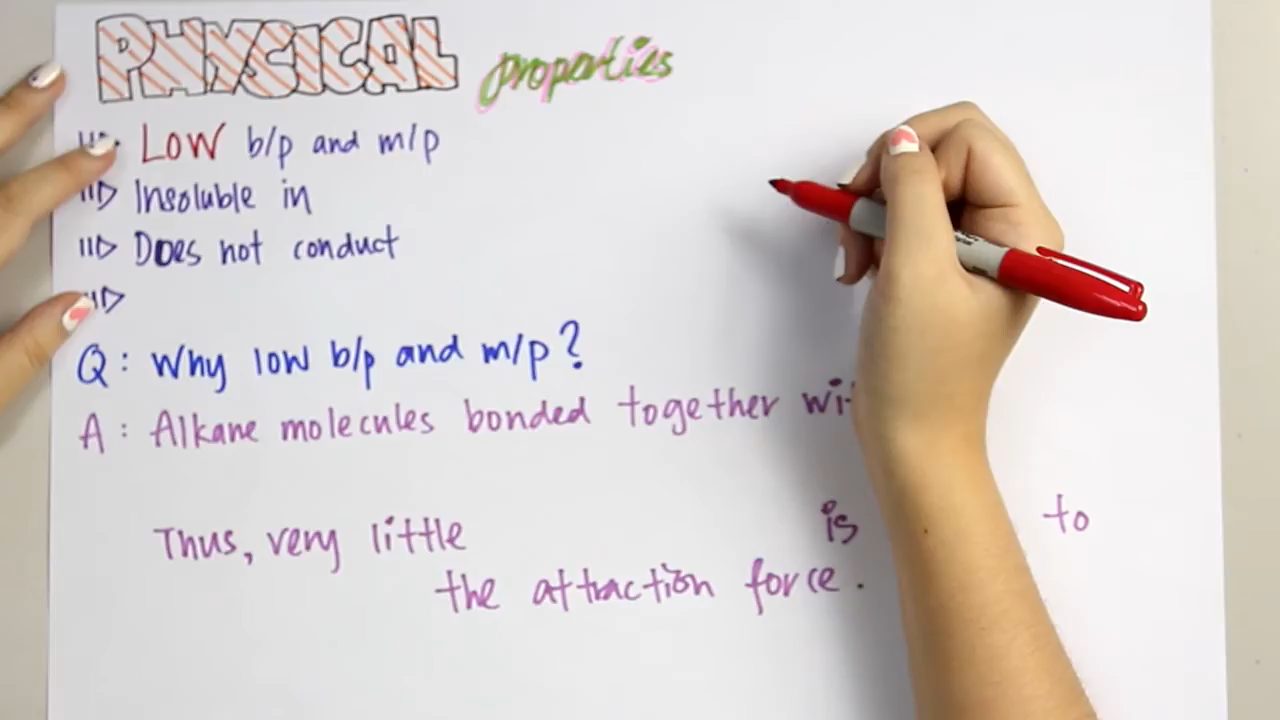 PHYSICAL properties
LOW b/p and m/p
Insoluble in
Does not conduct
Q: Why low b/p and m/p?
A: Alkane molecules bonded together
Thus, very little is to
the attraction force.